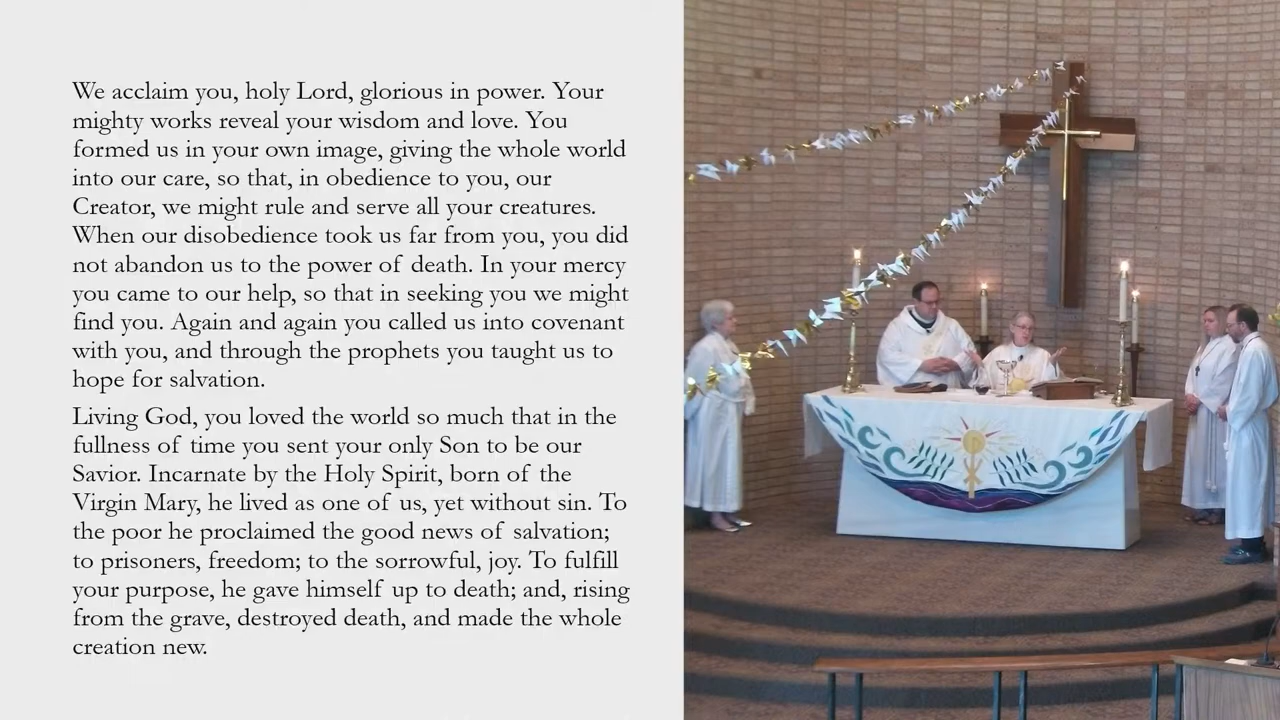 We acclaim you, holy Lord, glorious in power. Your
mighty works reveal your wisdom and love. You
formed us in your own image, giving the whole world
into our care, so that, in obedience to you, our
Creator, we might rule and serve all your creatures.
When our disobedience took us far from you, you did
not abandon us to the power of death. In your mercy
you came to our help, so that in seeking you we might
find you. Again and again you called us into covenant
with you, and through the prophets you taught us to
hope for salvation.
Living God, you loved the world so much that in the
fullness of time you sent your only Son to be our
Savior. Incarnate by the Holy Spirit, born of the
Virgin Mary, he lived as one of us, yet without sin. To
the poor he proclaimed the good news of salvation;
to prisoners, freedom; to the sorrowful, joy. To fulfill
your purpose, he gave himself up to death; and, rising
from the grave, destroyed death, and made the whole
creation new.